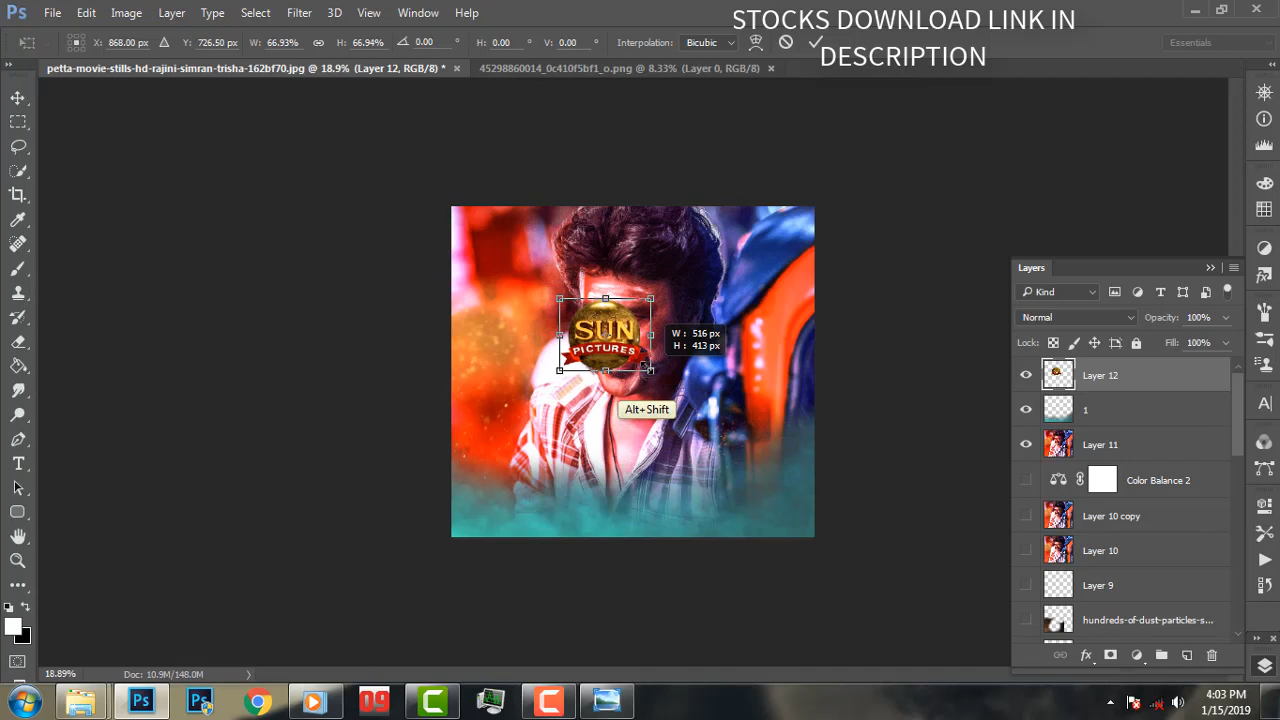 Ps File Edit Image Layer Type Select Filter 3D View Window Help
STOCKS DOWNLOAD LINK IN
DESCRIPTION
X: 868.00 px Y: 726.50 px W: 66.93% H: 66.94% 0.00 ° H: 0.00 ° V: 0.00 ° Interpolation: Bicubic Essentials
petta-movie-stills-hd-rajini-simran-trisha-162bf70.jpg @ 18.9% (Layer 12, RGB/8) * × 45298860014_0c410f5bf1_o.png @ 8.33% (Layer 0, RGB/8) ×
SUN
PICTURES
W: 516 px
H: 413 px
Alt+Shift
Layers
Kind
Normal Opacity: 100%
Lock: Fill: 100%
Layer 12
1
Layer 11
Color Balance 2
Layer 10 copy
Layer 10
Layer 9
hundreds-of-dust-particles-s...
fx
18.89% Doc: 10.9M/148.0M
Ps Ps 09 C C
4:03 PM
1/15/2019